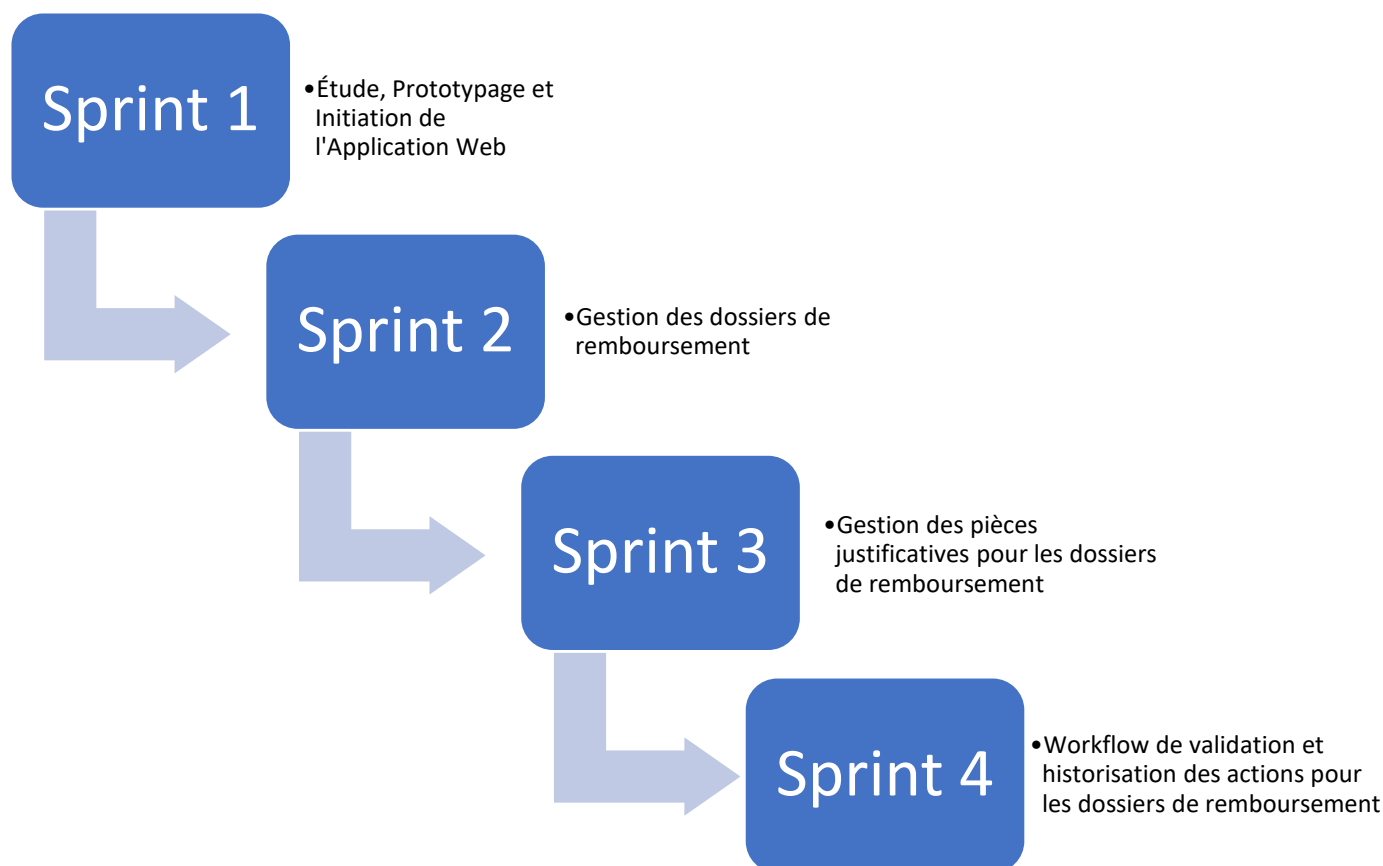 Sprint 1
•Étude, Prototypage et
Initiation de
l'Application Web
Sprint 2
•Gestion des dossiers de
remboursement
Sprint 3
•Gestion des pièces
justificatives pour les dossiers
de remboursement
Sprint 4
•Workflow de validation et
historisation des actions pour
les dossiers de remboursement